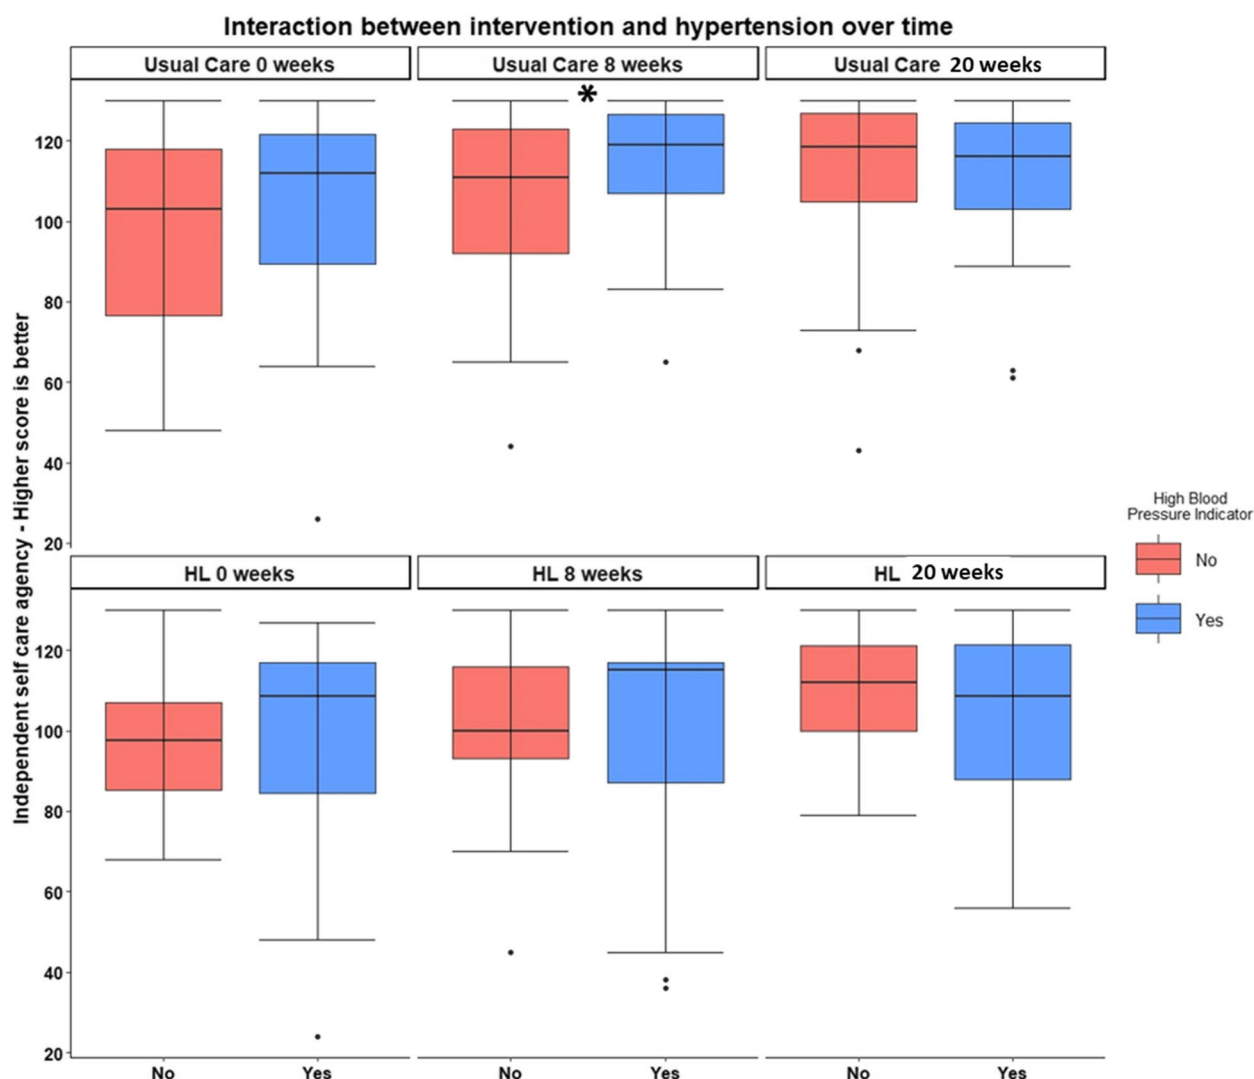 Interaction between intervention and hypertension over time
Usual Care 0 weeks
Usual Care 8 weeks
Usual Care 20 weeks
*
120
100
80
60
40
20
HL 0 weeks
HL 8 weeks
HL 20 weeks
120
100
80
60
40
20
No
Yes
No
Yes
No
Yes
Independent self care agency - Higher score is better
High Blood
Pressure Indicator
No
Yes